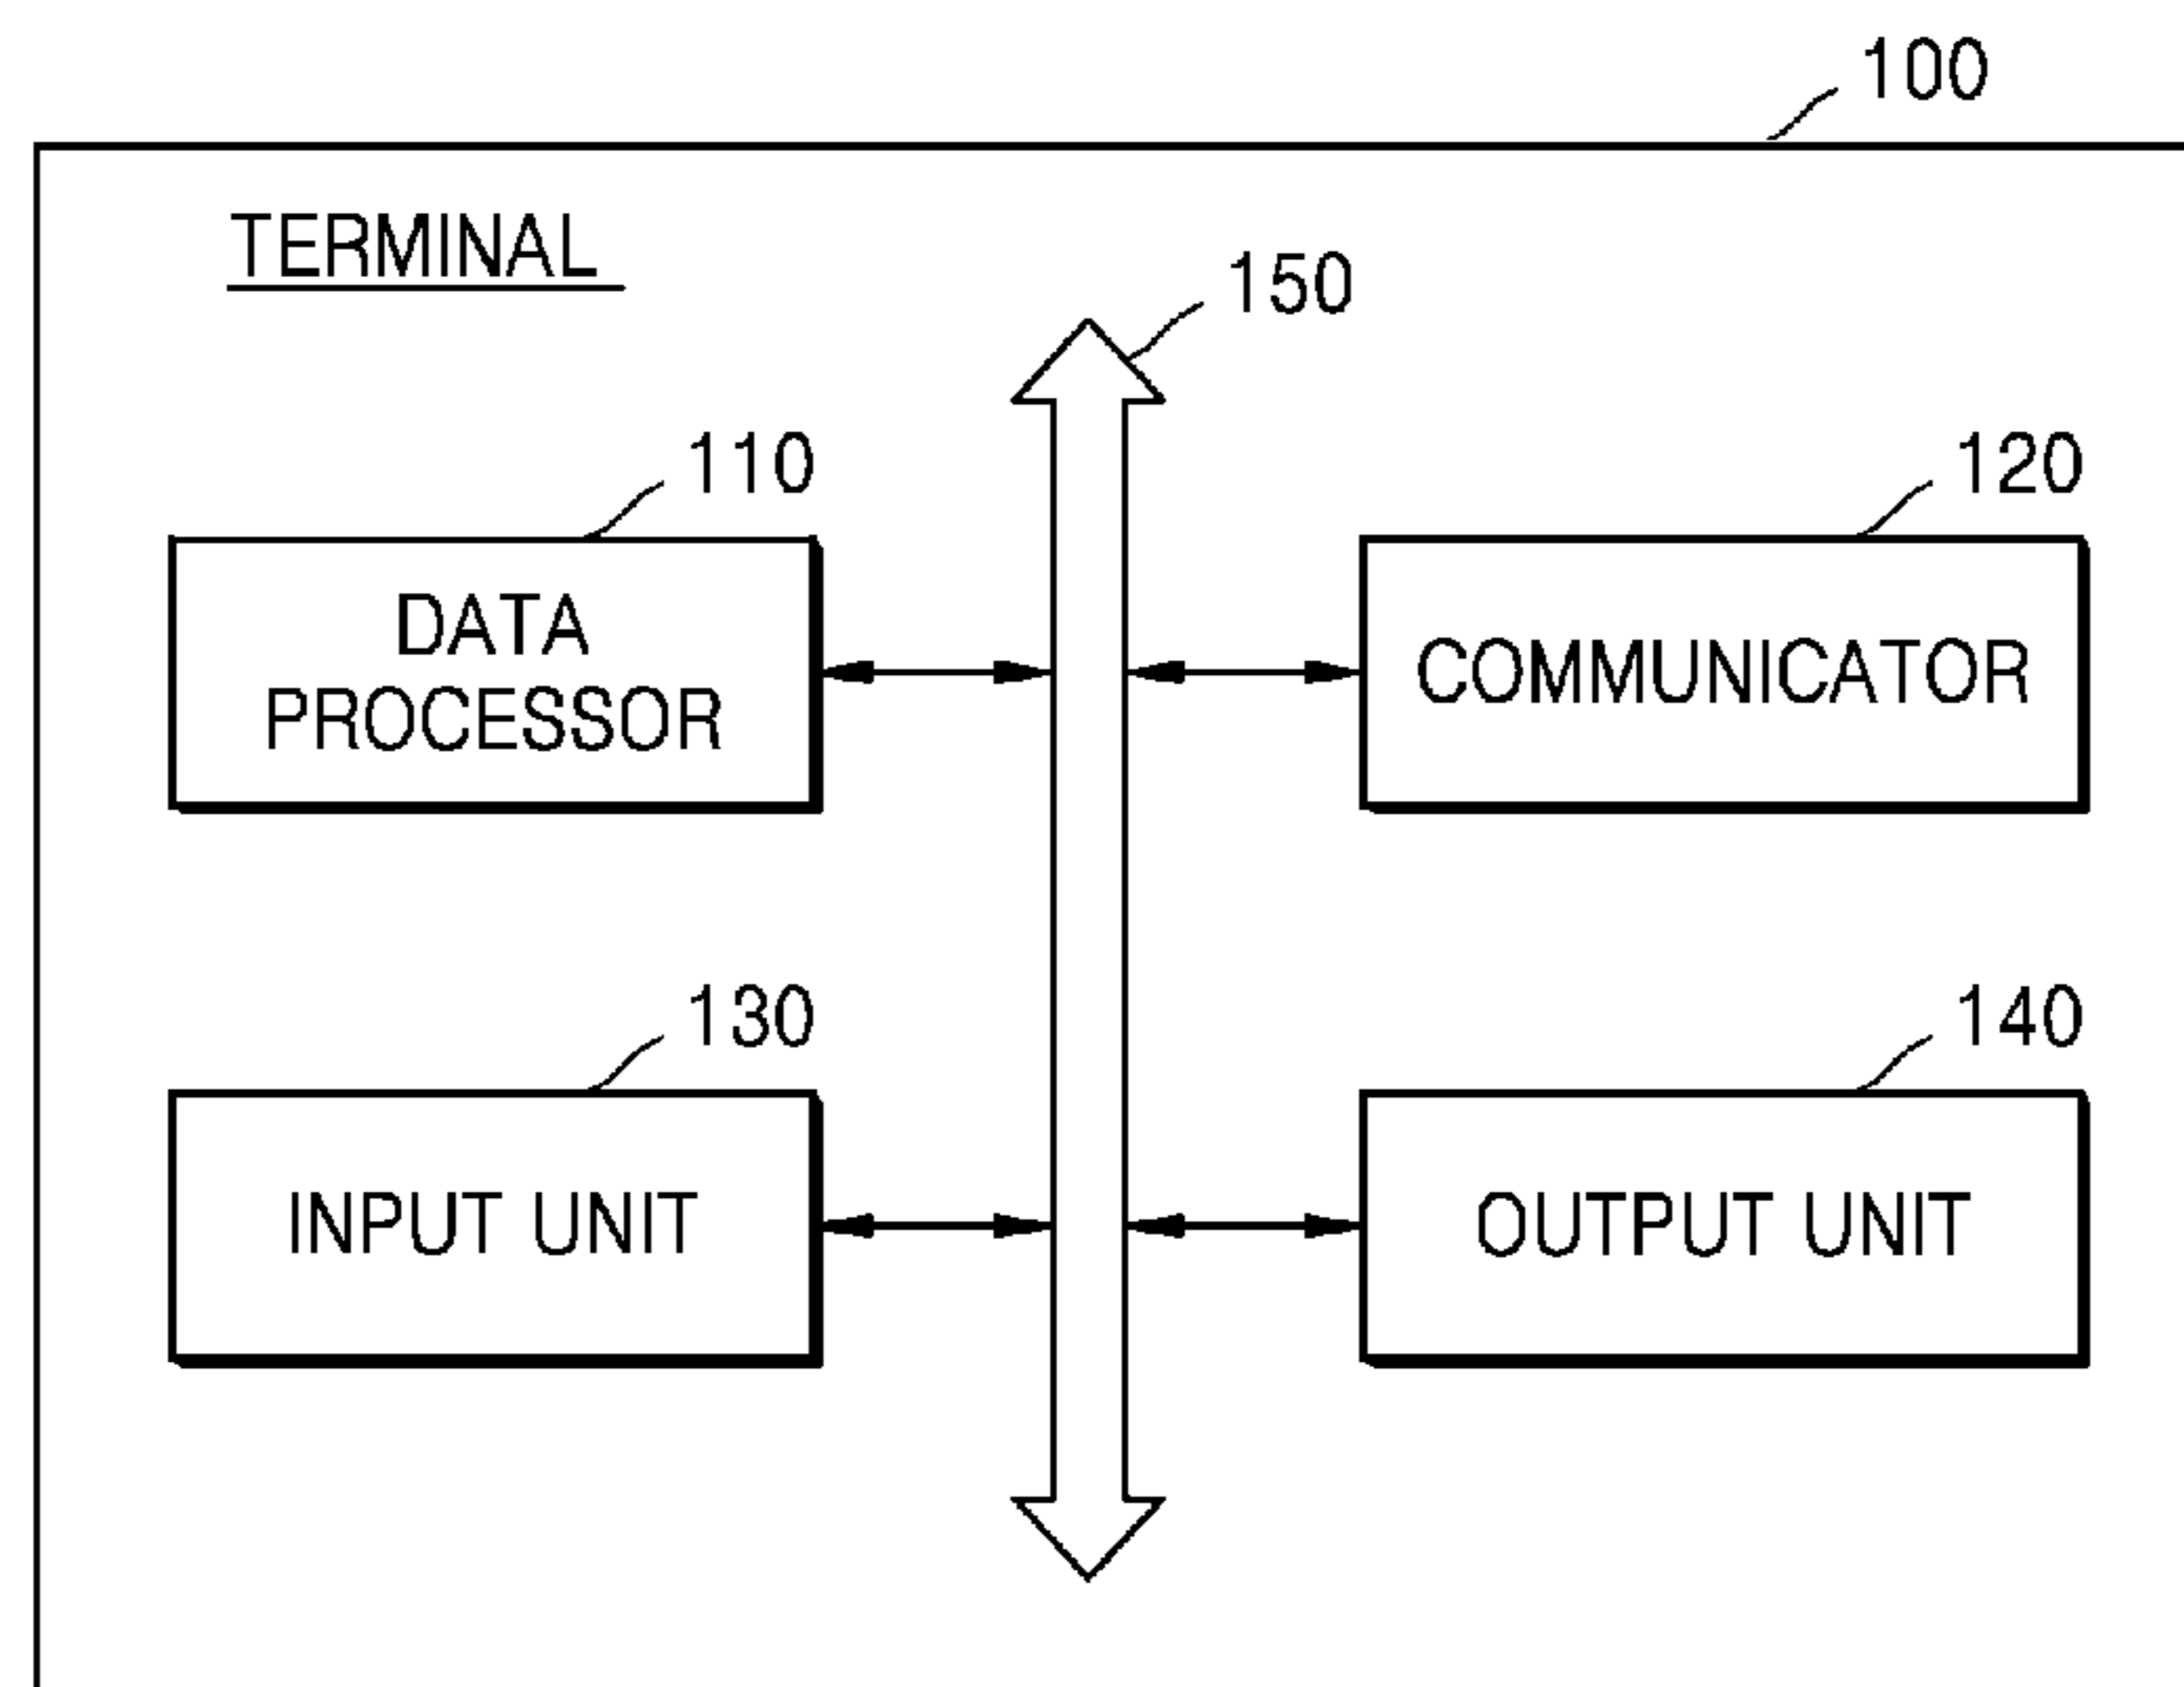 100
TERMINAL
150
110
120
DATA
PROCESSOR
COMMUNICATOR
130
140
INPUT UNIT
OUTPUT UNIT